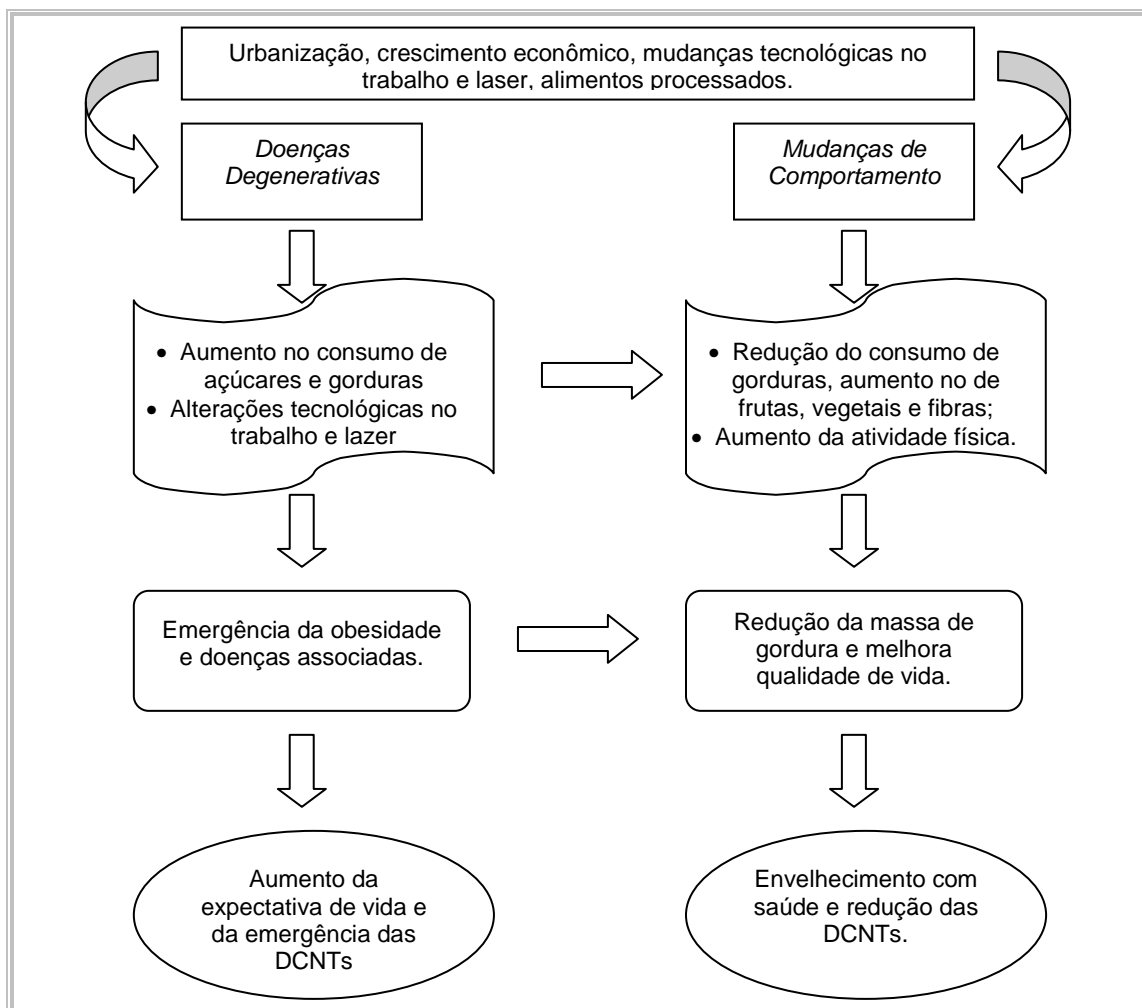 Urbanização, crescimento econômico, mudanças tecnológicas no
trabalho e laser, alimentos processados.
Doenças
Degenerativas
Mudanças de
Comportamento
• Aumento no consumo de
açúcares e gorduras
• Alterações tecnológicas no
trabalho e lazer
• Redução do consumo de
gorduras, aumento no de
frutas, vegetais e fibras;
• Aumento da atividade física.
Emergência da obesidade
e doenças associadas.
Redução da massa de
gordura e melhora
qualidade de vida.
Aumento da
expectativa de vida e
da emergência das
DCNTs
Envelhecimento com
saúde e redução das
DCNTs.